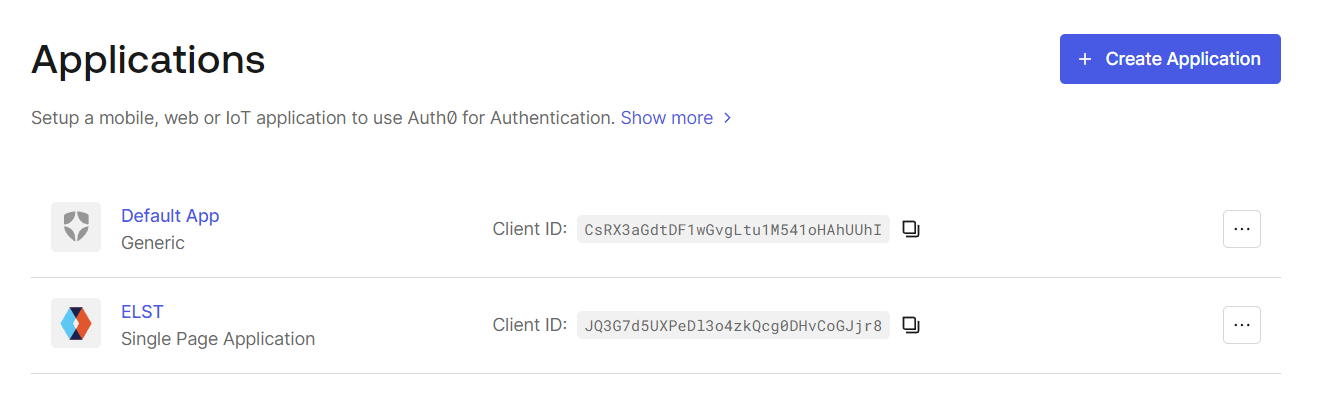 Applications
+ Create Application
Setup a mobile, web or IoT application to use Auth0 for Authentication. Show more >
Default App
Generic
Client ID: CsRX3aGdtDF1wGvgLtu1M541oHAhUUhI
...
ELST
Single Page Application
Client ID: JQ3G7d5UXPeDl3o4zkQcg0DHvCoGJjr8
...